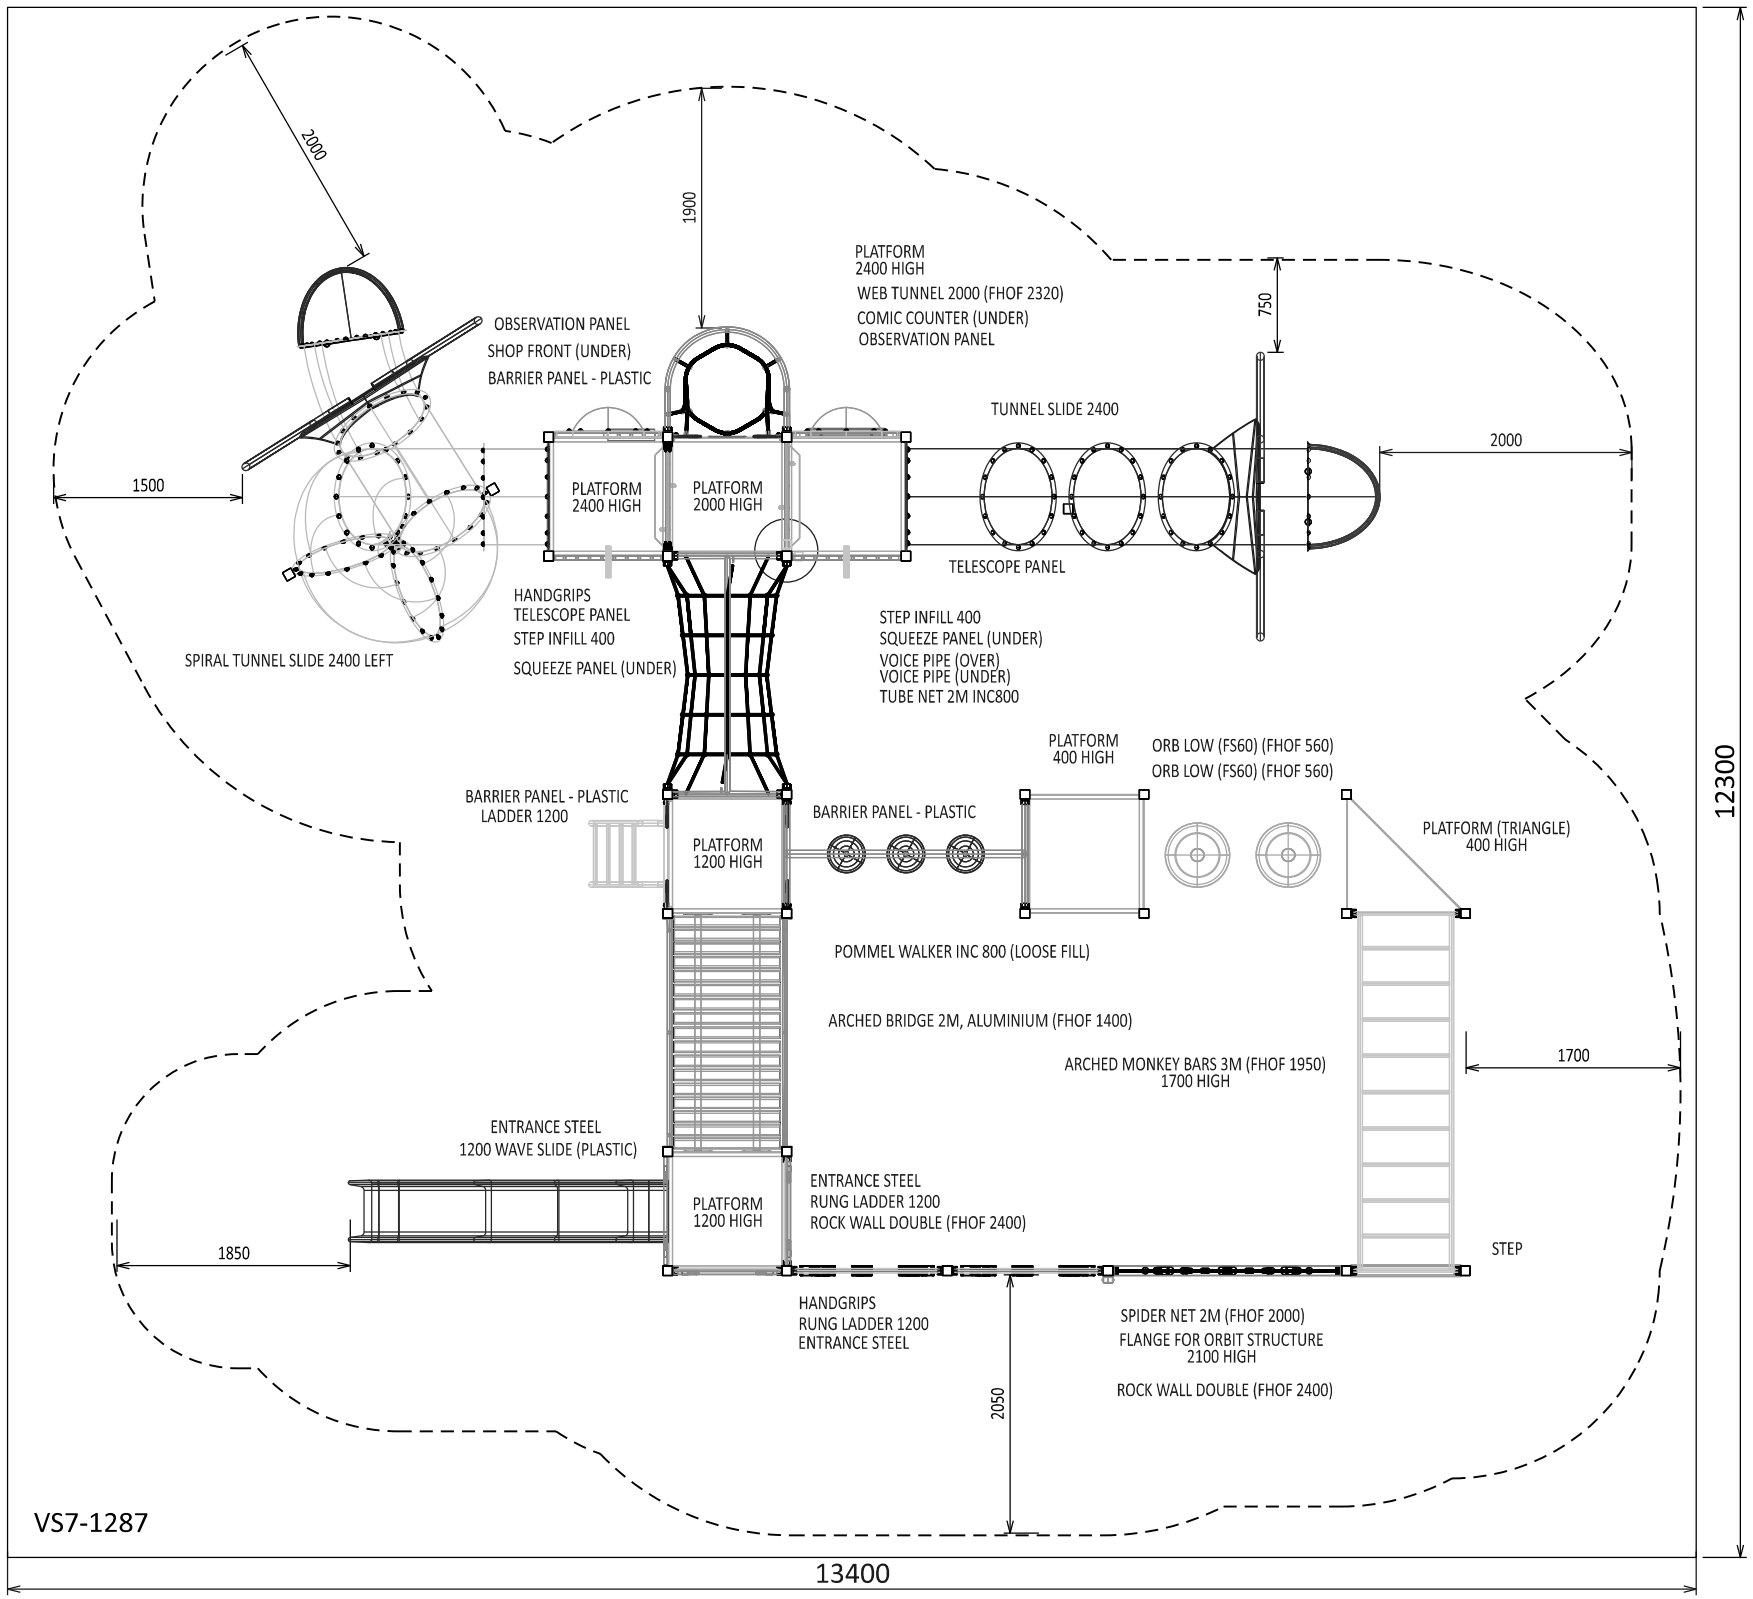 2000
1900
PLATFORM
2400 HIGH
WEB TUNNEL 2000 (FHOF 2320)
COMIC COUNTER (UNDER)
OBSERVATION PANEL
750
OBSERVATION PANEL
SHOP FRONT (UNDER)
BARRIER PANEL - PLASTIC
TUNNEL SLIDE 2400
2000
1500
PLATFORM
2400 HIGH
PLATFORM
2000 HIGH
TELESCOPE PANEL
HANDGRIPS
TELESCOPE PANEL
STEP INFILL 400
SQUEEZE PANEL (UNDER)
STEP INFILL 400
SQUEEZE PANEL (UNDER)
VOICE PIPE (OVER)
VOICE PIPE (UNDER)
TUBE NET 2M INC800
SPIRAL TUNNEL SLIDE 2400 LEFT
PLATFORM
400 HIGH
ORB LOW (FS60) (FHOF 560)
ORB LOW (FS60) (FHOF 560)
12300
BARRIER PANEL - PLASTIC
LADDER 1200
BARRIER PANEL - PLASTIC
PLATFORM
1200 HIGH
PLATFORM (TRIANGLE)
400 HIGH
POMMEL WALKER INC 800 (LOOSE FILL)
ARCHED BRIDGE 2M, ALUMINIUM (FHOF 1400)
ARCHED MONKEY BARS 3M (FHOF 1950)
1700 HIGH
1700
ENTRANCE STEEL
1200 WAVE SLIDE (PLASTIC)
PLATFORM
1200 HIGH
ENTRANCE STEEL
RUNG LADDER 1200
ROCK WALL DOUBLE (FHOF 2400)
1850
STEP
HANDGRIPS
RUNG LADDER 1200
ENTRANCE STEEL
SPIDER NET 2M (FHOF 2000)
FLANGE FOR ORBIT STRUCTURE
2100 HIGH
ROCK WALL DOUBLE (FHOF 2400)
2050
VS7-1287
13400